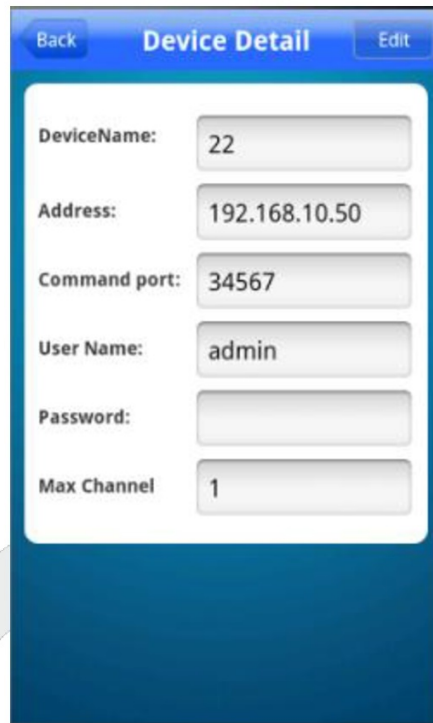 Back Device Detail Edit
DeviceName: 22
Address: 192.168.10.50
Command port: 34567
User Name: admin
Password:
Max Channel 1